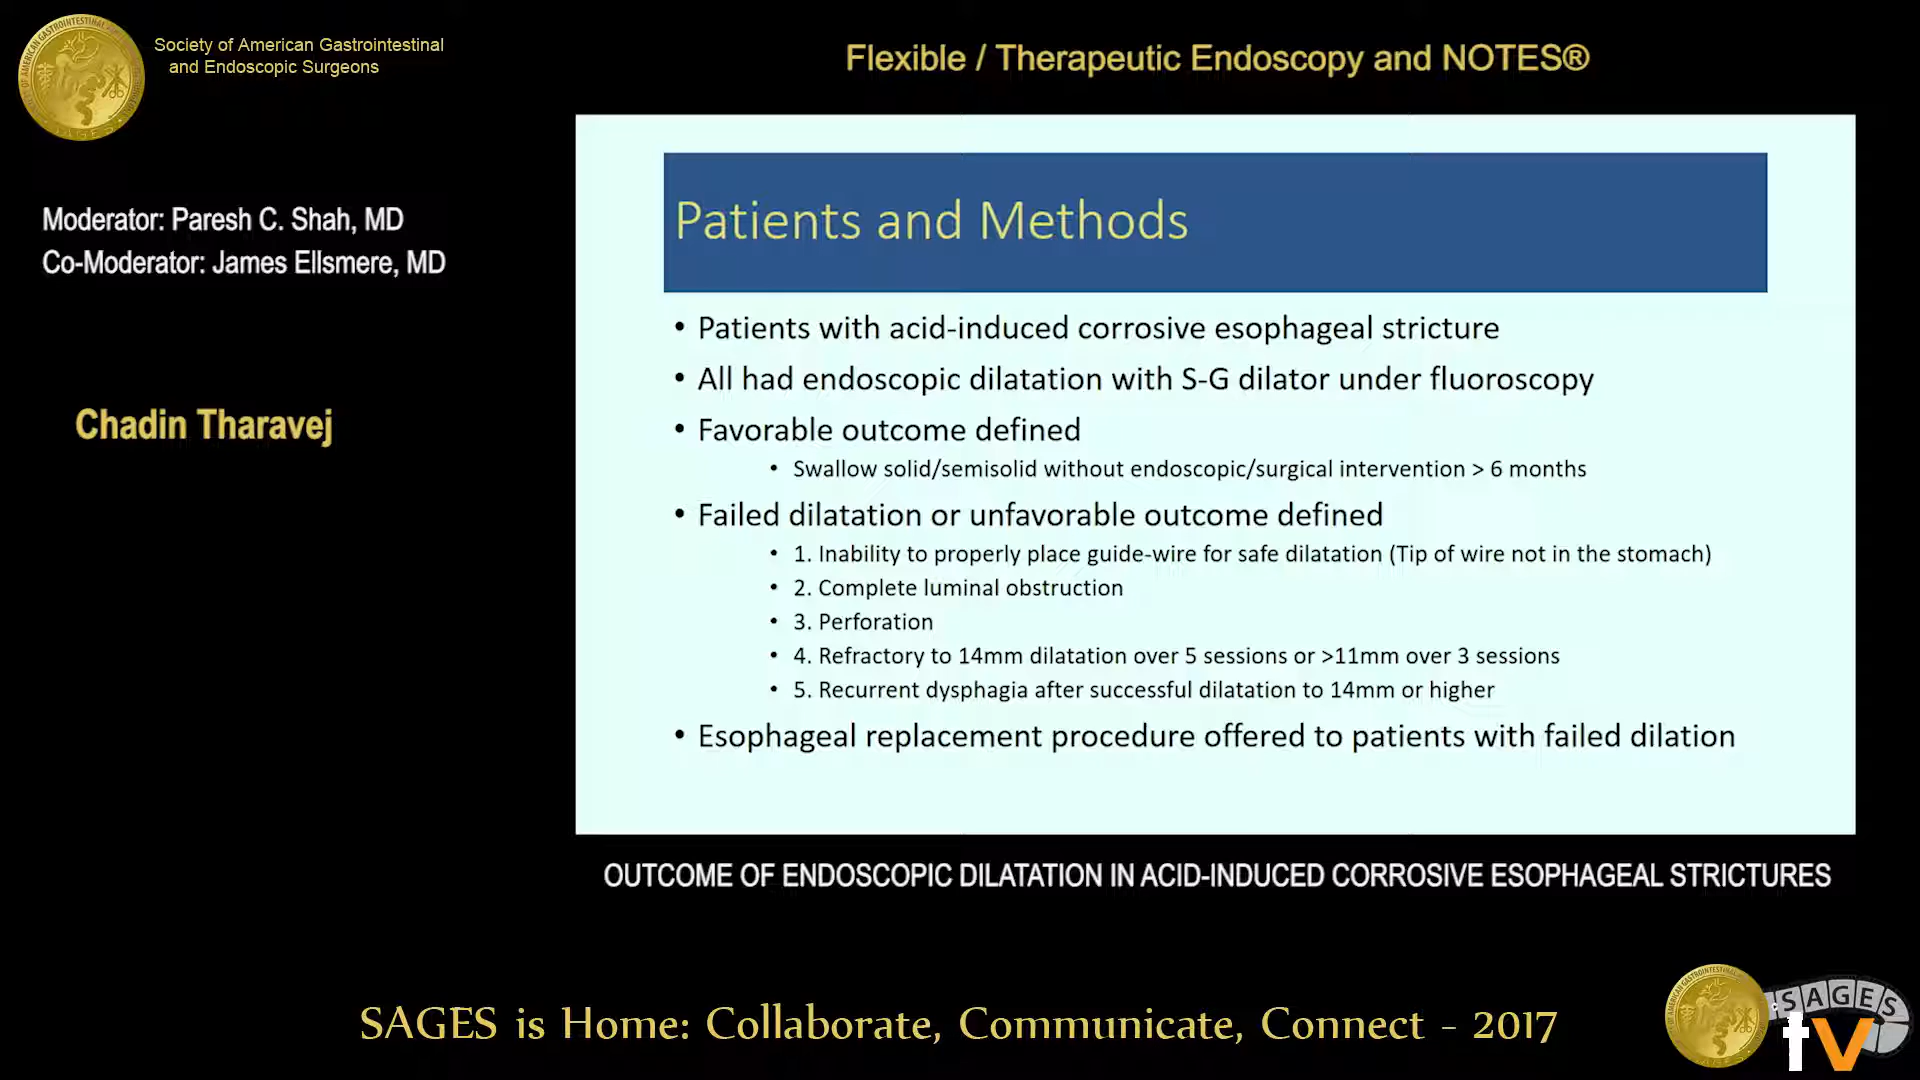 Society of American Gastrointestinal
and Endoscopic Surgeons
Flexible / Therapeutic Endoscopy and NOTES®
Moderator: Paresh C. Shah, MD
Co-Moderator: James Ellsmere, MD
Chadin Tharavej
Patients and Methods
• Patients with acid-induced corrosive esophageal stricture
• All had endoscopic dilatation with S-G dilator under fluoroscopy
• Favorable outcome defined
• Swallow solid/semisolid without endoscopic/surgical intervention > 6 months
• Failed dilatation or unfavorable outcome defined
• 1. Inability to properly place guide-wire for safe dilatation (Tip of wire not in the stomach)
• 2. Complete luminal obstruction
• 3. Perforation
• 4. Refractory to 14mm dilatation over 5 sessions or >11mm over 3 sessions
• 5. Recurrent dysphagia after successful dilatation to 14mm or higher
• Esophageal replacement procedure offered to patients with failed dilation
OUTCOME OF ENDOSCOPIC DILATATION IN ACID-INDUCED CORROSIVE ESOPHAGEAL STRICTURES
SAGES is Home: Collaborate, Communicate, Connect - 2017
SAGES
tv